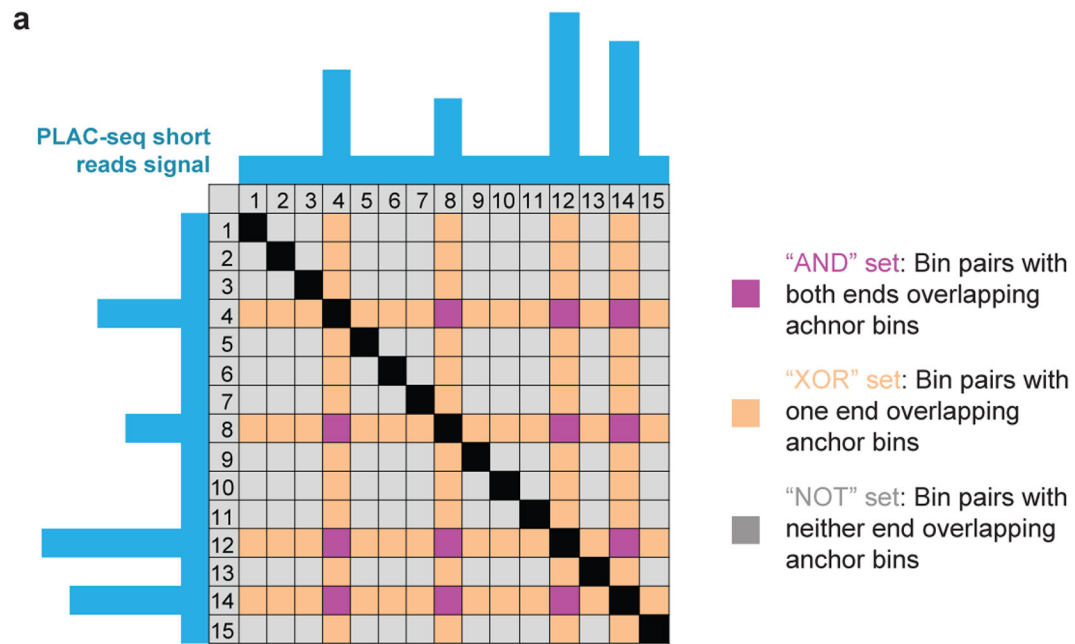 a
PLAC-seq short
reads signal
1 2 3 4 5 6 7 8 9 10 11 12 13 14 15
1
2
3
4
5
6
7
8
9
10
11
12
13
14
15
“AND” set: Bin pairs with
both ends overlapping
achnor bins
“XOR” set: Bin pairs with
one end overlapping
anchor bins
“NOT” set: Bin pairs with
neither end overlapping
anchor bins